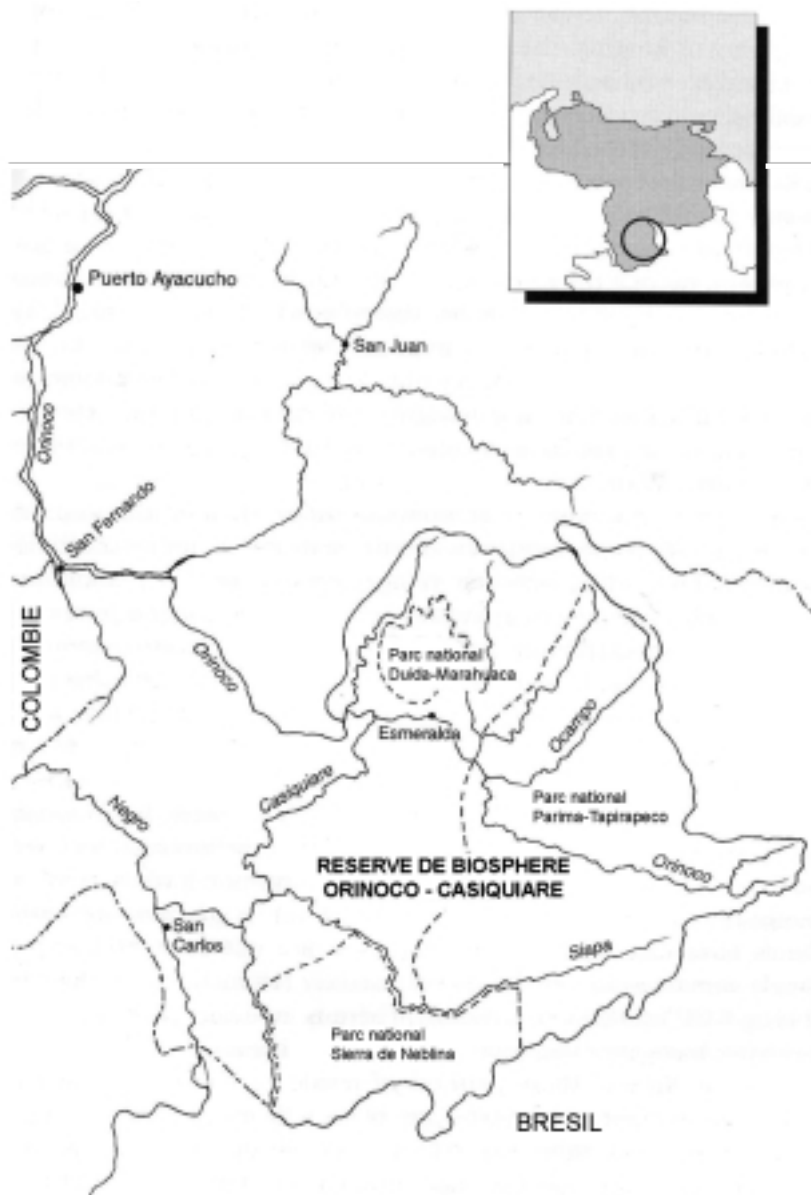 Puerto Ayacucho
San Juan
Orinoco
San Fernando
COLOMBIE
Orinoco
Parc national
Duida-Marahuaca
Esmeralda
Ocampo
Casiquiare
Negro
Parc national
Parima-Tapirapeco
RESERVE DE BIOSPHERE
ORINOCO - CASIQUIARE
Orinoco
San
Carlos
Siapa
Parc national
Sierra de Neblina
BRESIL